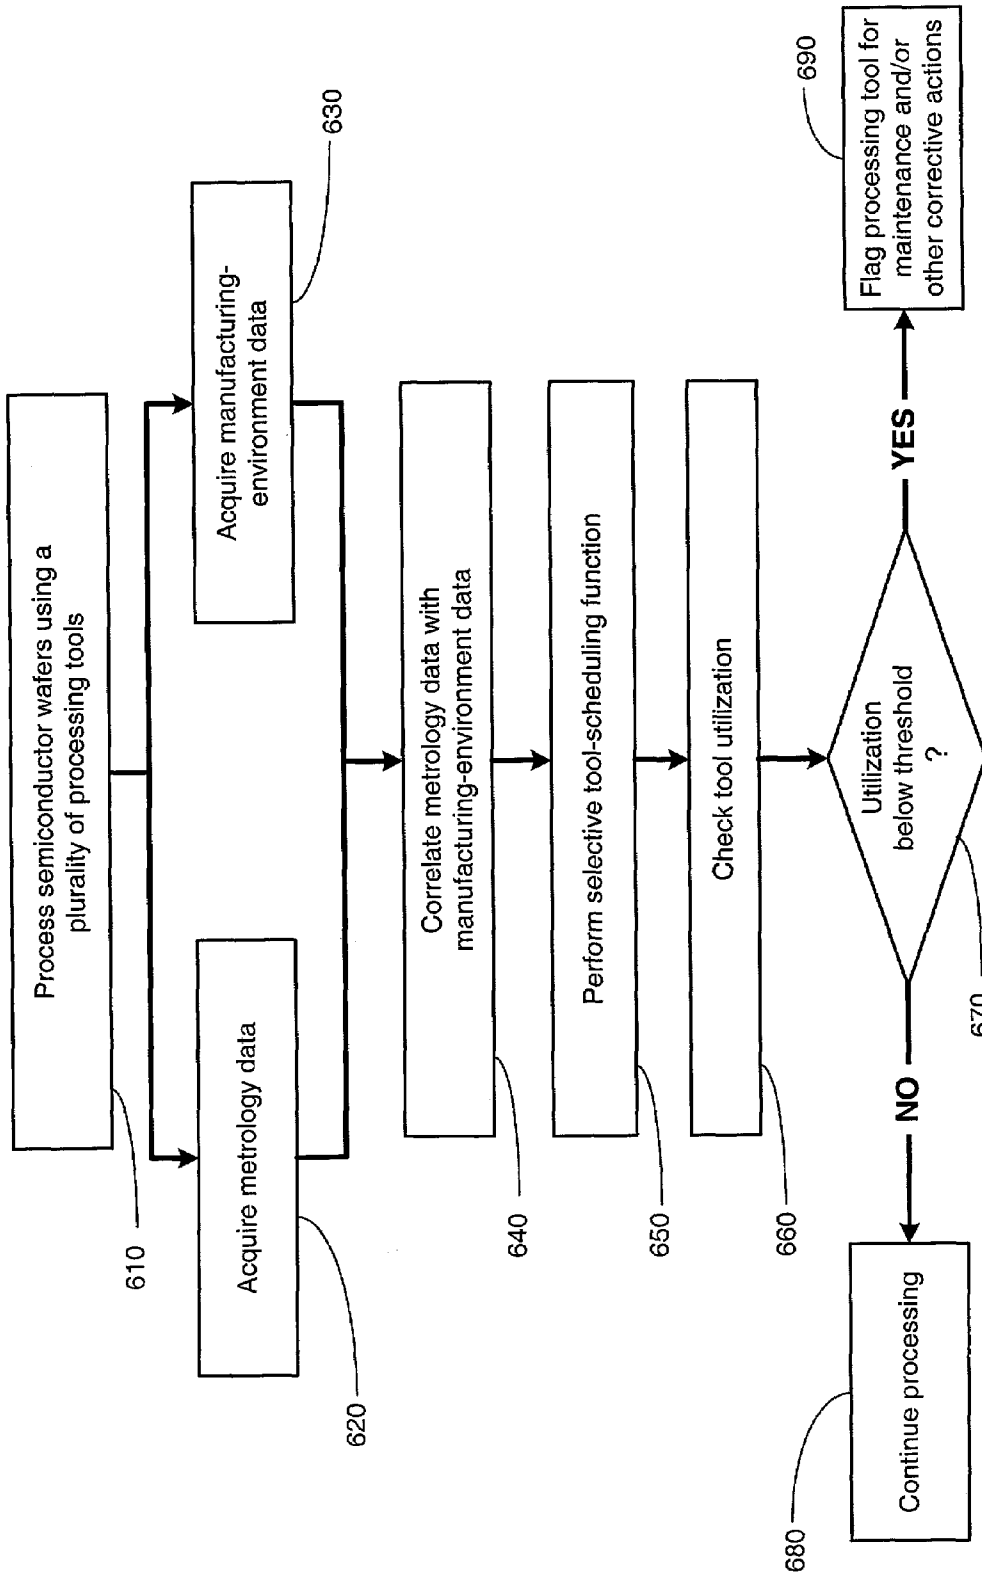 Process semiconductor wafers using a
plurality of processing tools
610
Acquire metrology data
620
Acquire manufacturing-
environment data
630
Correlate metrology data with
manufacturing-environment data
640
Perform selective tool-scheduling function
650
Check tool utilization
660
Utilization
below threshold
?
670
NO
YES
Continue processing
680
Flag processing tool for
maintenance and/or
other corrective actions
690